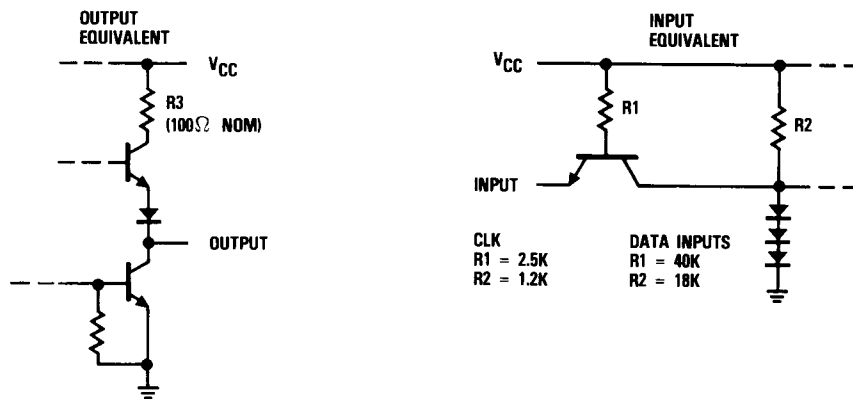 OUTPUT
EQUIVALENT
VCC
R3
(100Ω NOM)
OUTPUT
INPUT
EQUIVALENT
VCC
R1
R2
INPUT
CLK
R1 = 2.5K
R2 = 1.2K
DATA INPUTS
R1 = 40K
R2 = 18K